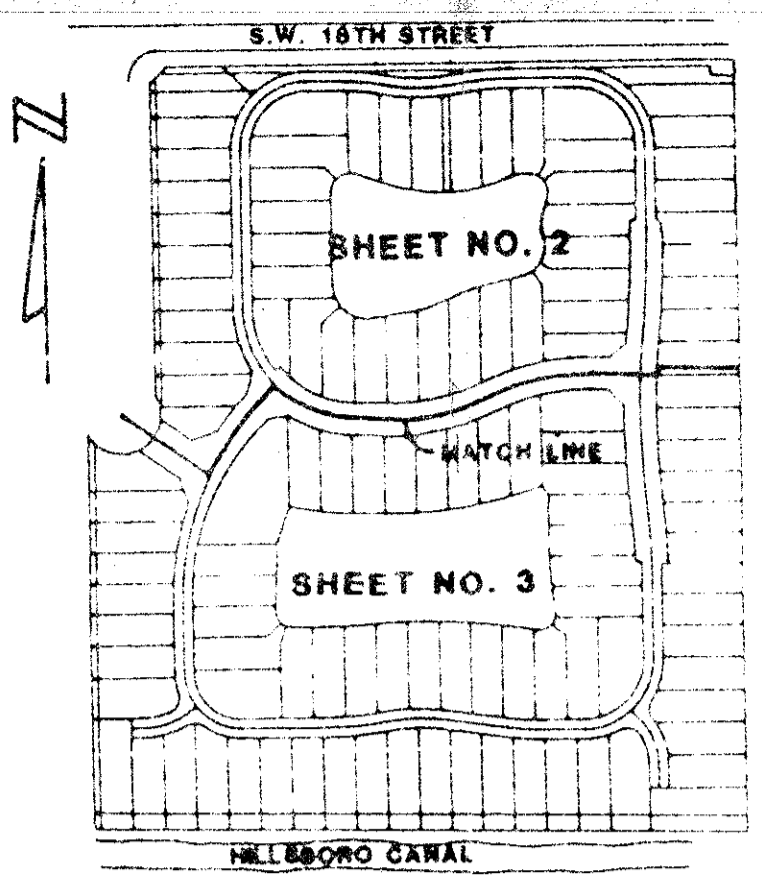 S.W. 18TH STREET
N
SHEET NO. 2
MATCH LINE
SHEET NO. 3
HILLSBORO CANAL